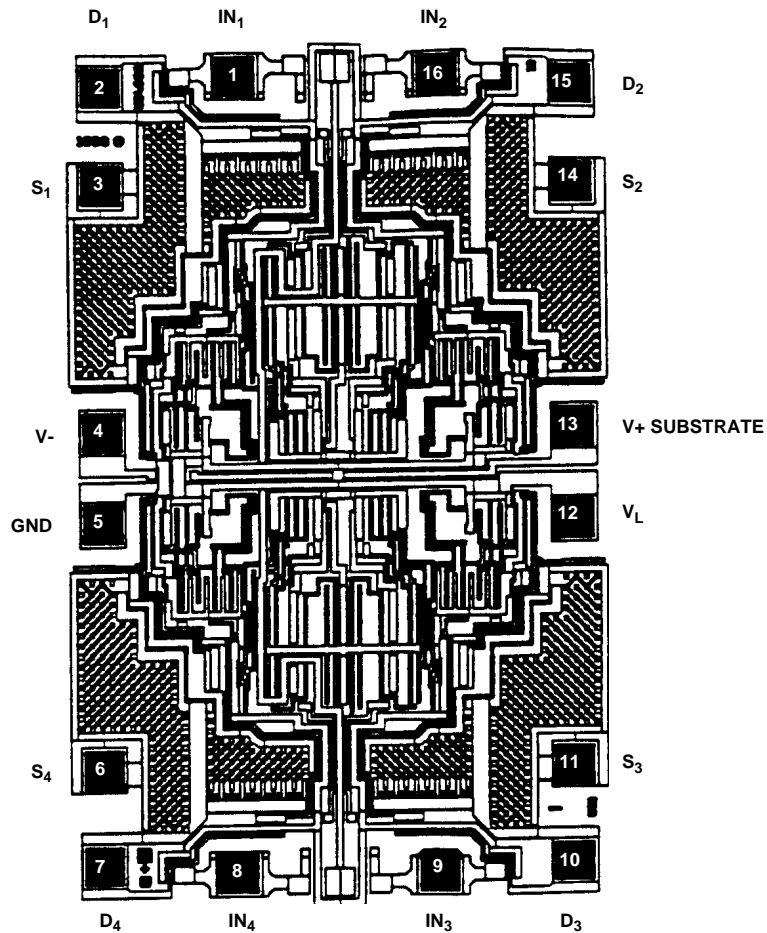 D1 IN1 IN2
1 16
2 15 D2
S1 3 14 S2
V- 4 13 V+ SUBSTRATE
GND 5 12 VL
S4 6 11 S3
7 8 9 10
D4 IN4 IN3 D3